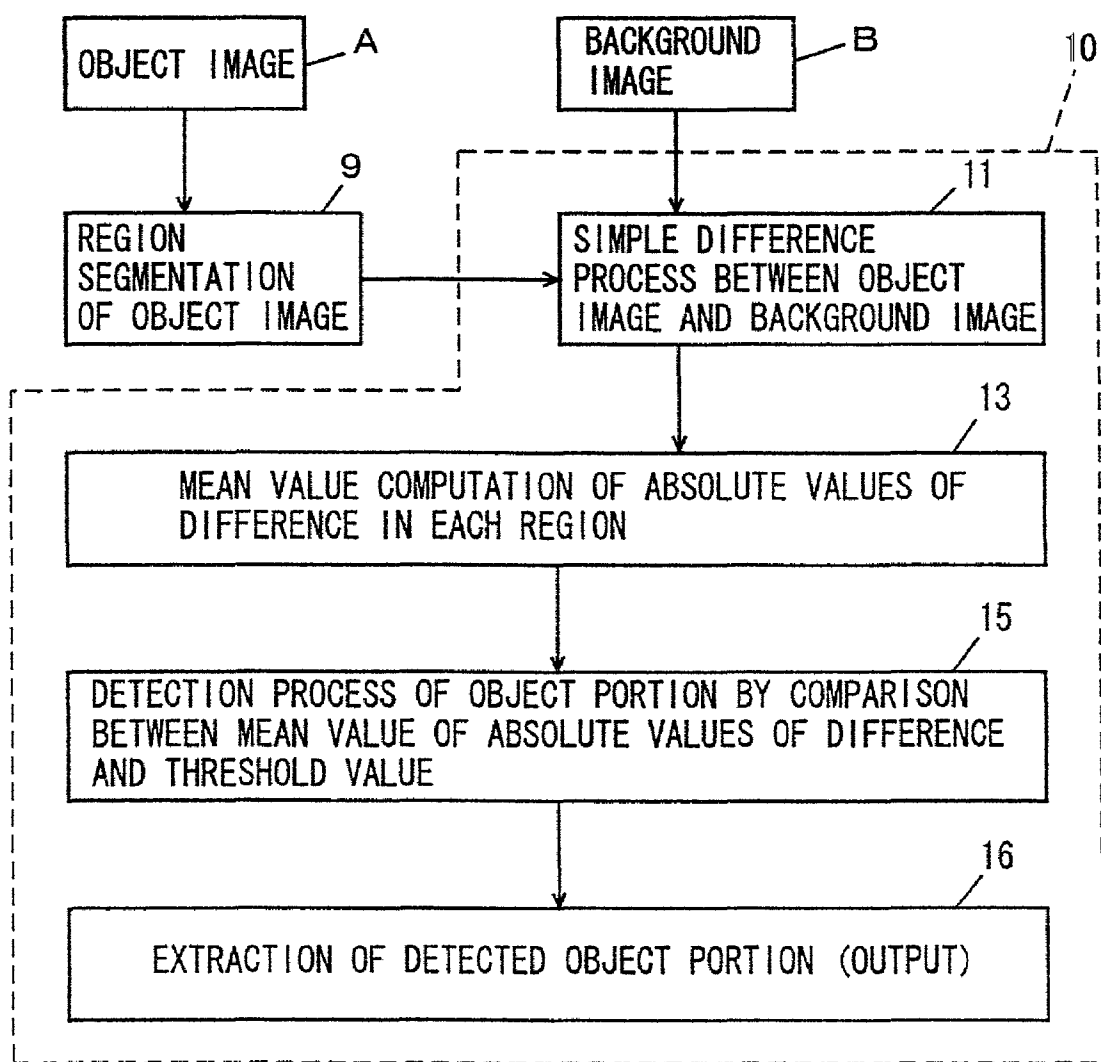 OBJECT IMAGE
A
BACKGROUND
IMAGE
B
10
9
REGION
SEGMENTATION
OF OBJECT IMAGE
11
SIMPLE DIFFERENCE
PROCESS BETWEEN OBJECT
IMAGE AND BACKGROUND IMAGE
13
MEAN VALUE COMPUTATION OF ABSOLUTE VALUES OF
DIFFERENCE IN EACH REGION
15
DETECTION PROCESS OF OBJECT PORTION BY COMPARISON
BETWEEN MEAN VALUE OF ABSOLUTE VALUES OF DIFFERENCE
AND THRESHOLD VALUE
16
EXTRACTION OF DETECTED OBJECT PORTION (OUTPUT)